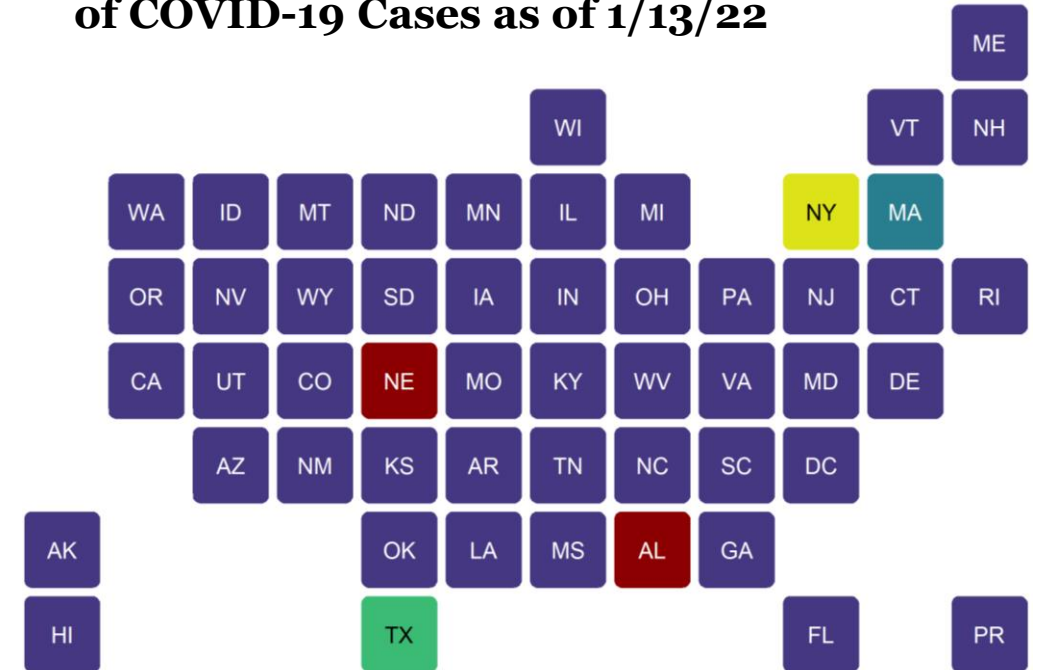 of COVID-19 Cases as of 1/13/22
ME
WI VT NH
WA ID MT ND MN IL MI NY MA
OR NV WY SD IA IN OH PA NJ CT RI
CA UT CO NE MO KY WV VA MD DE
AZ NM KS AR TN NC SC DC
AK OK LA MS AL GA
HI TX FL PR